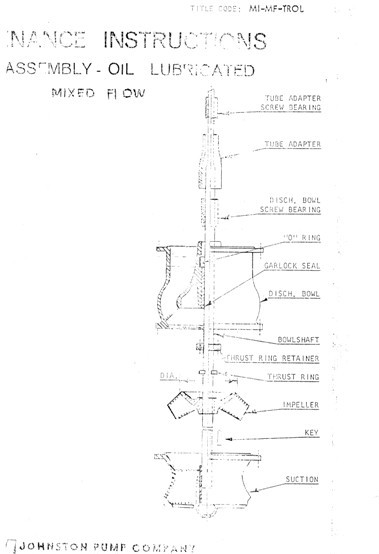 TITLE CODE: MI-MF-TROL
NANCE INSTRUCTIONS
ASSEMBLY - OIL LUBRICATED
MIXED FLOW
TUBE ADAPTER
SCREW BEARING
TUBE ADAPTER
DISCH. BOWL
SCREW BEARING
"O" RING
GARLOCK SEAL
DISCH. BOWL
BOWLSHAFT
THRUST RING RETAINER
DIA.
THRUST RING
IMPELLER
KEY
SUCTION
JOHNSTON PUMP COMPANY